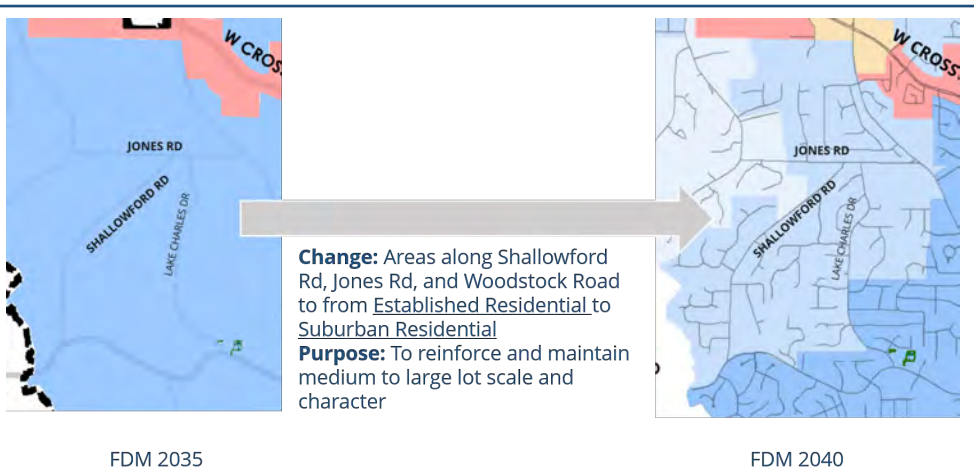 W CROSS
JONES RD
SHALLOWFORD RD
LAKE CHARLES DR
Change: Areas along Shallowford
Rd, Jones Rd, and Woodstock Road
to from Established Residential to
Suburban Residential
Purpose: To reinforce and maintain
medium to large lot scale and
character
W CROSS
JONES RD
SHALLOWFORD RD
LAKE CHARLES DR
FDM 2035
FDM 2040